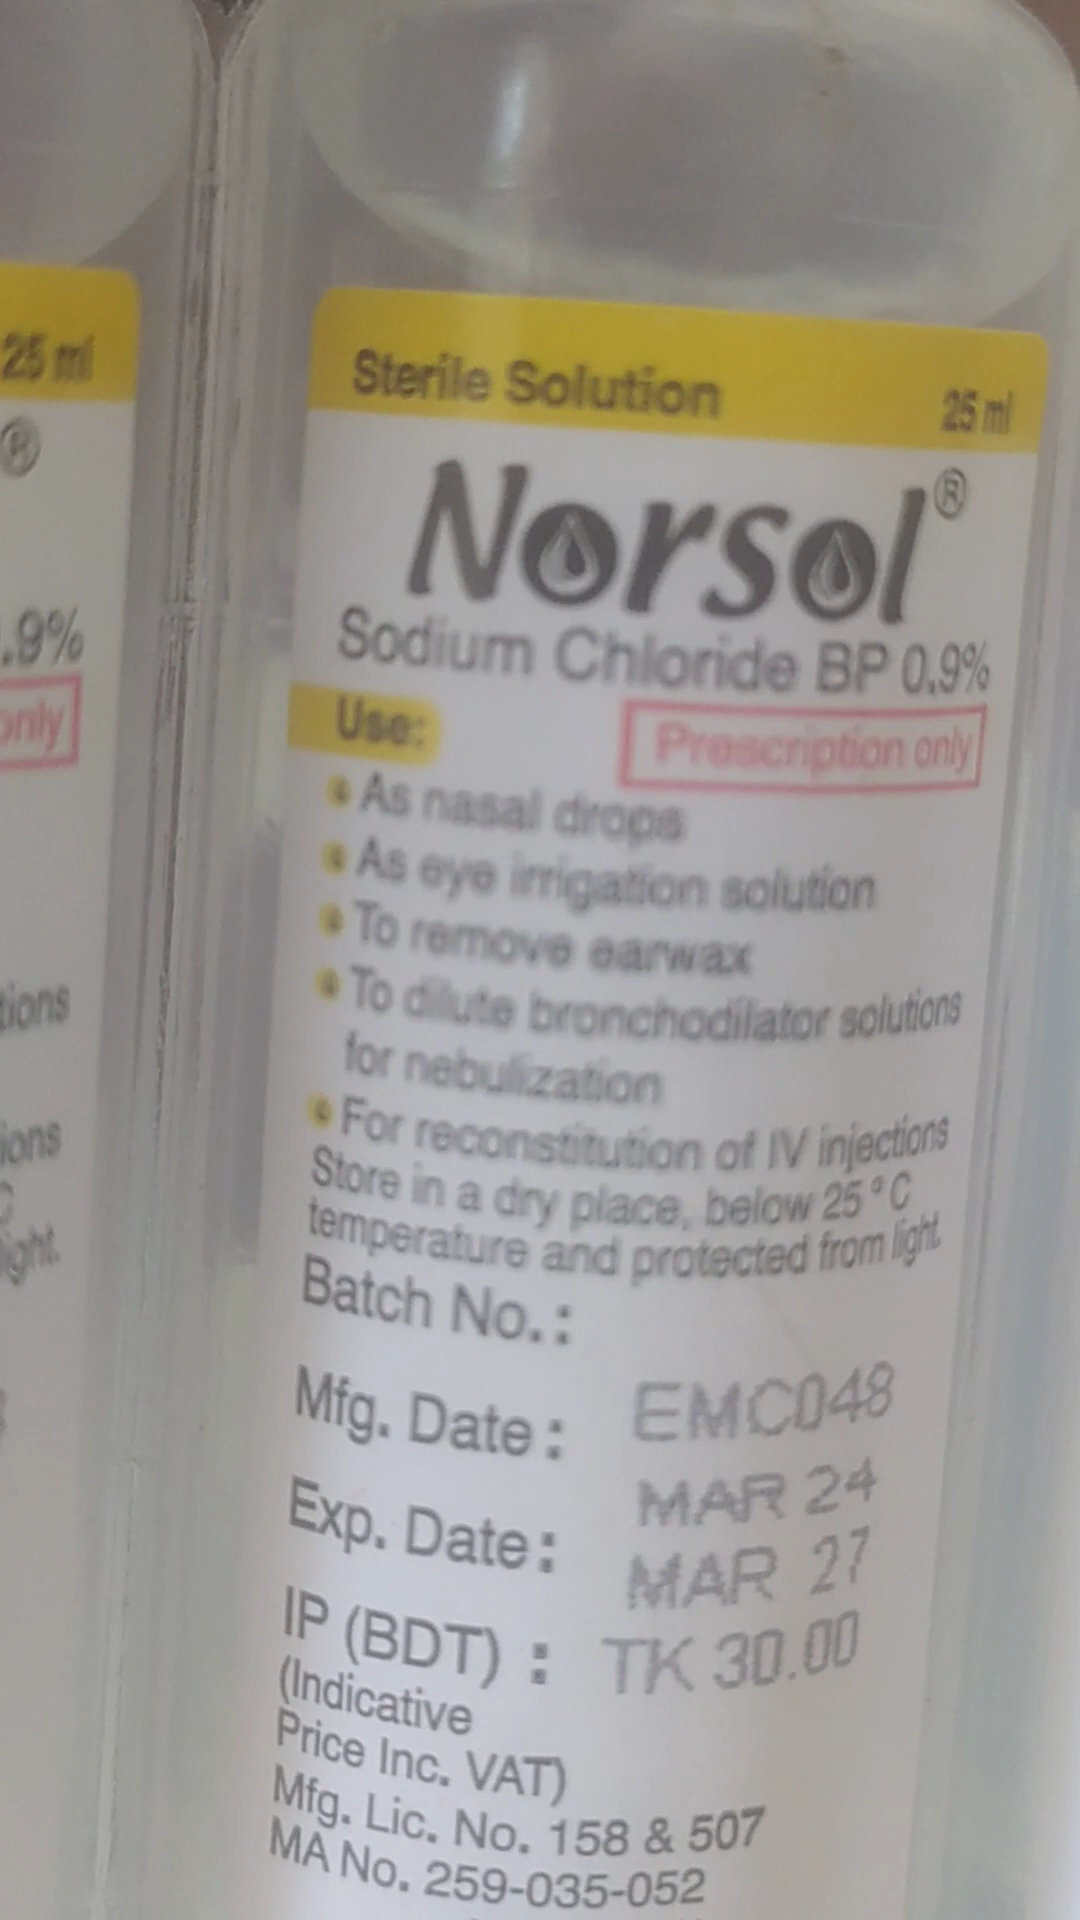 25 ml
®
.9%
only
tions
ions
C
ight.
Sterile Solution 25 ml
Norsol®
Sodium Chloride BP 0.9%
Use: Prescription only
As nasal drops
As eye irrigation solution
To remove earwax
To dilute bronchodilator solutions
for nebulization
For reconstitution of IV injections
Store in a dry place, below 25 °C
temperature and protected from light.
Batch No. :
EMC048
Mfg. Date :
MAR 24
Exp. Date :
MAR 27
IP (BDT) : TK 30.00
(Indicative
Price Inc. VAT)
Mfg. Lic. No. 158 & 507
MA No. 259-035-052